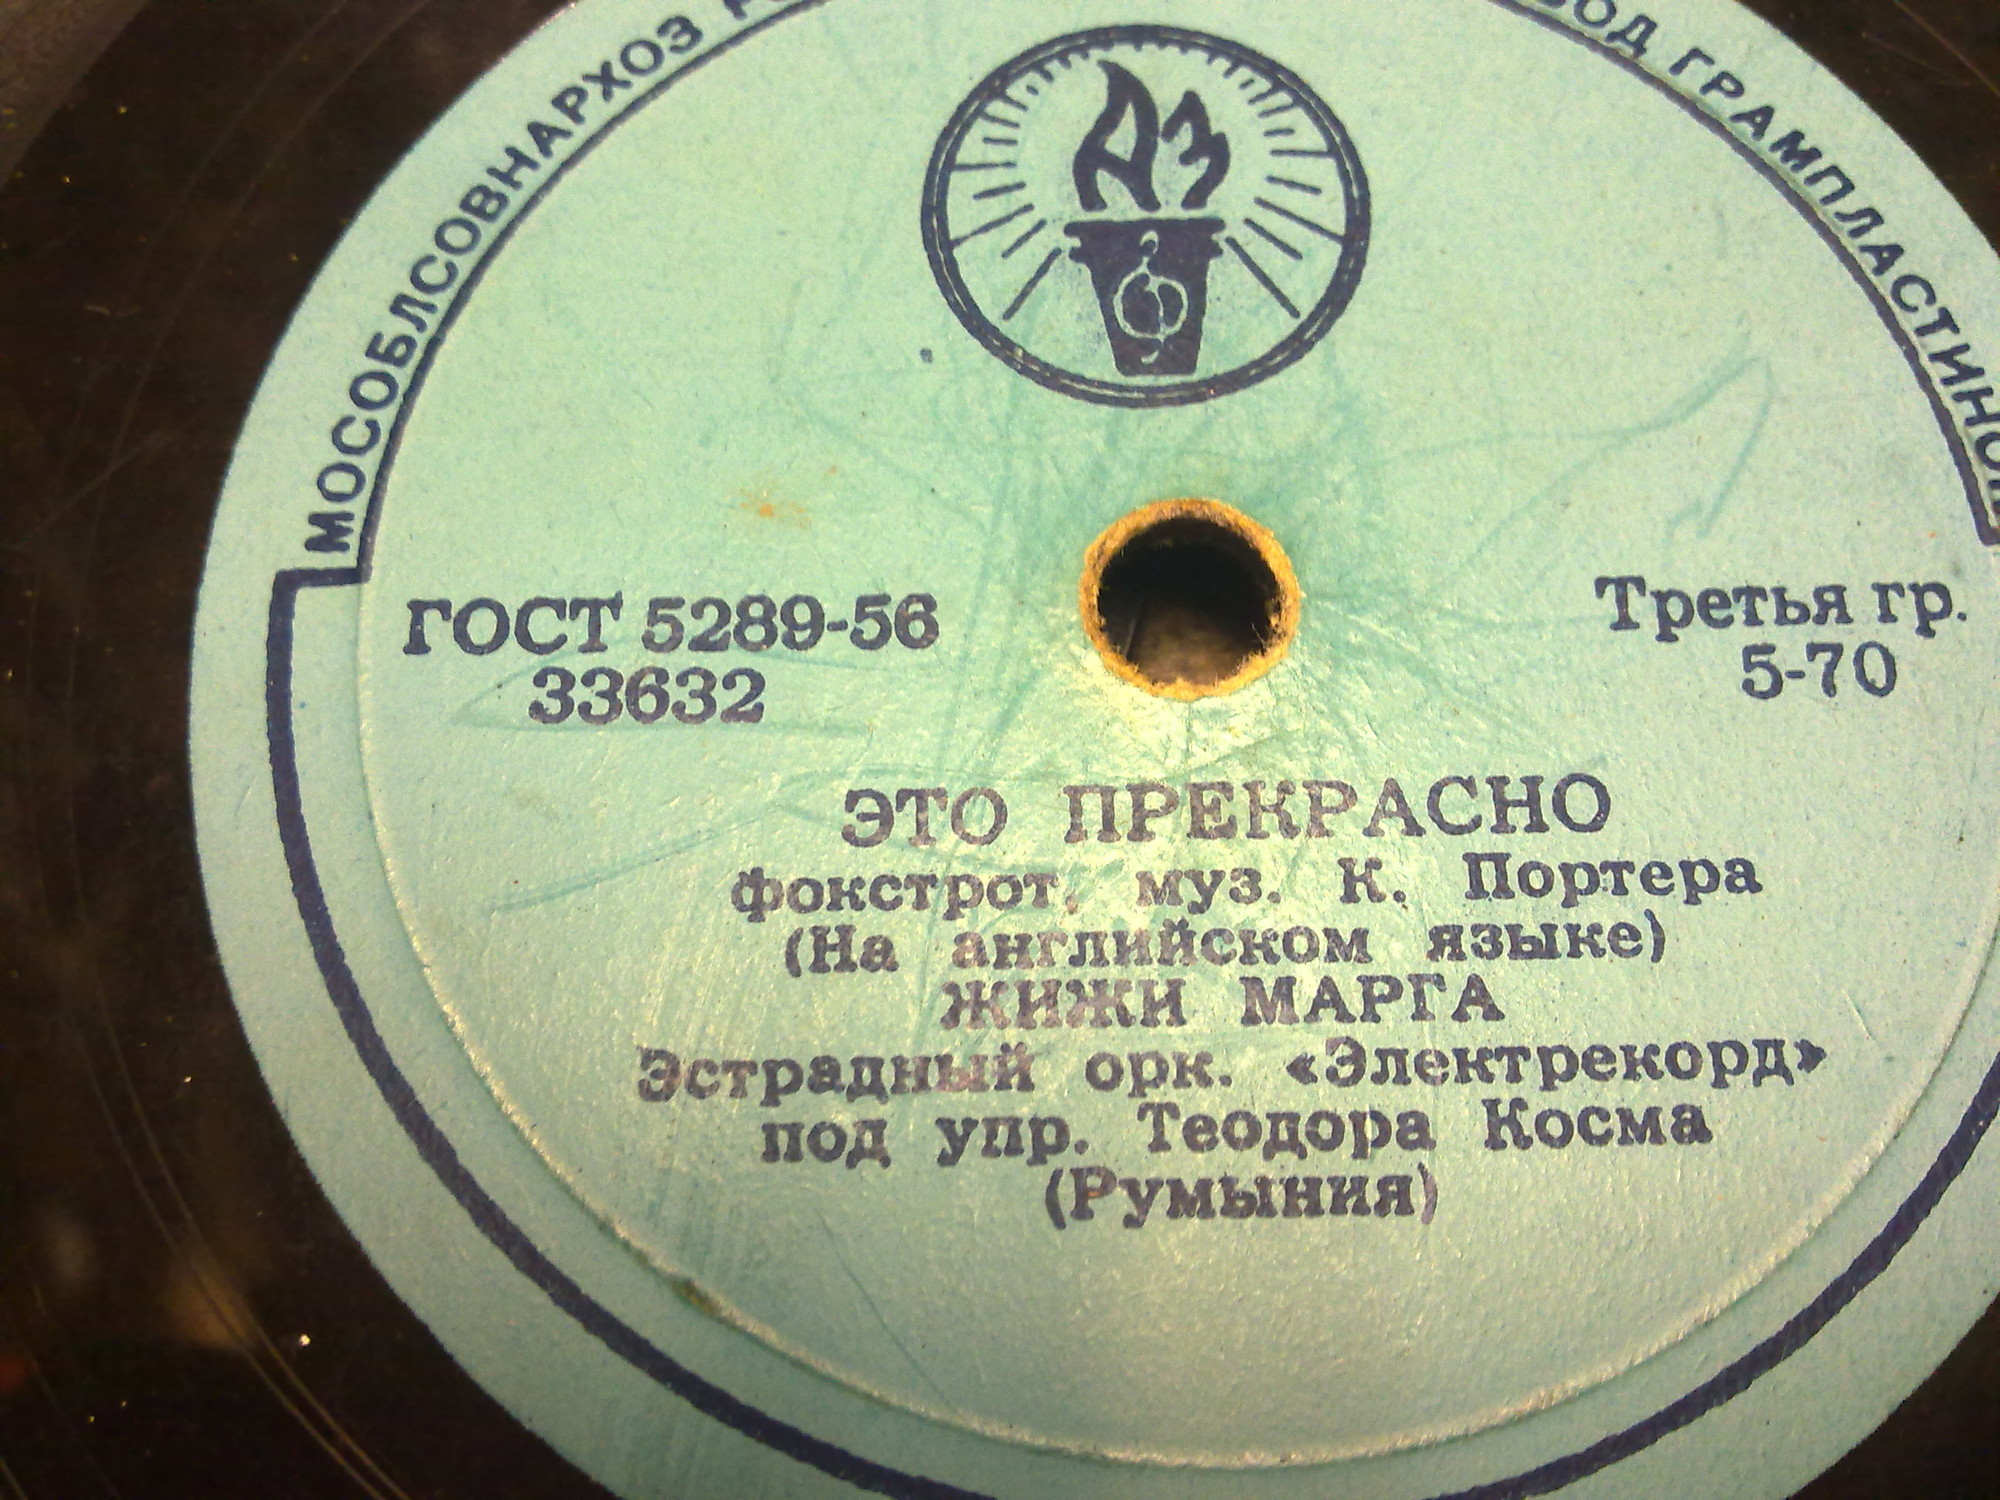 МОСОБЛСОВНАРХОЗ
ГРАМПЛАСТИНОК
АЗ
ГОСТ 5289-56
33632
Третья гр.
5-70
ЭТО ПРЕКРАСНО
фокстрот, муз. К. Портера
(На английском языке)
ЖИЖИ МАРГА
Эстрадный орк. «Электрекорд»
под упр. Теодора Косма
(Румыния)